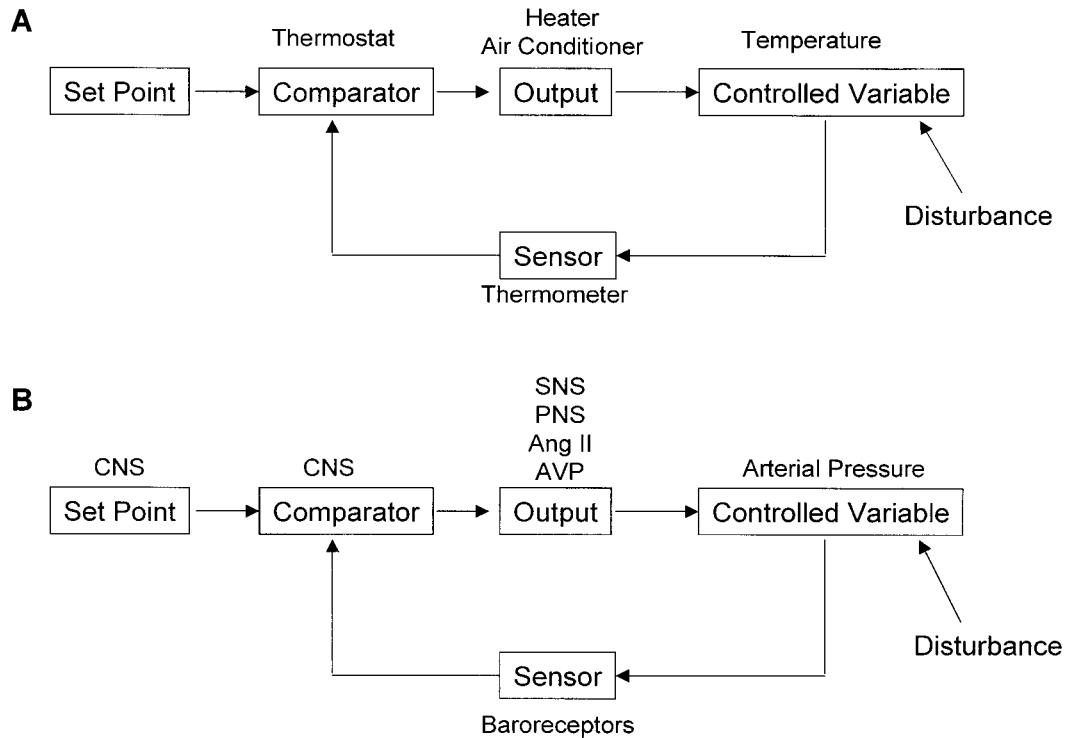 A
Thermostat
Heater
Air Conditioner
Temperature
Set Point
Comparator
Output
Controlled Variable
Disturbance
Sensor
Thermometer
B
CNS
CNS
SNS
PNS
Ang II
AVP
Arterial Pressure
Set Point
Comparator
Output
Controlled Variable
Disturbance
Sensor
Baroreceptors